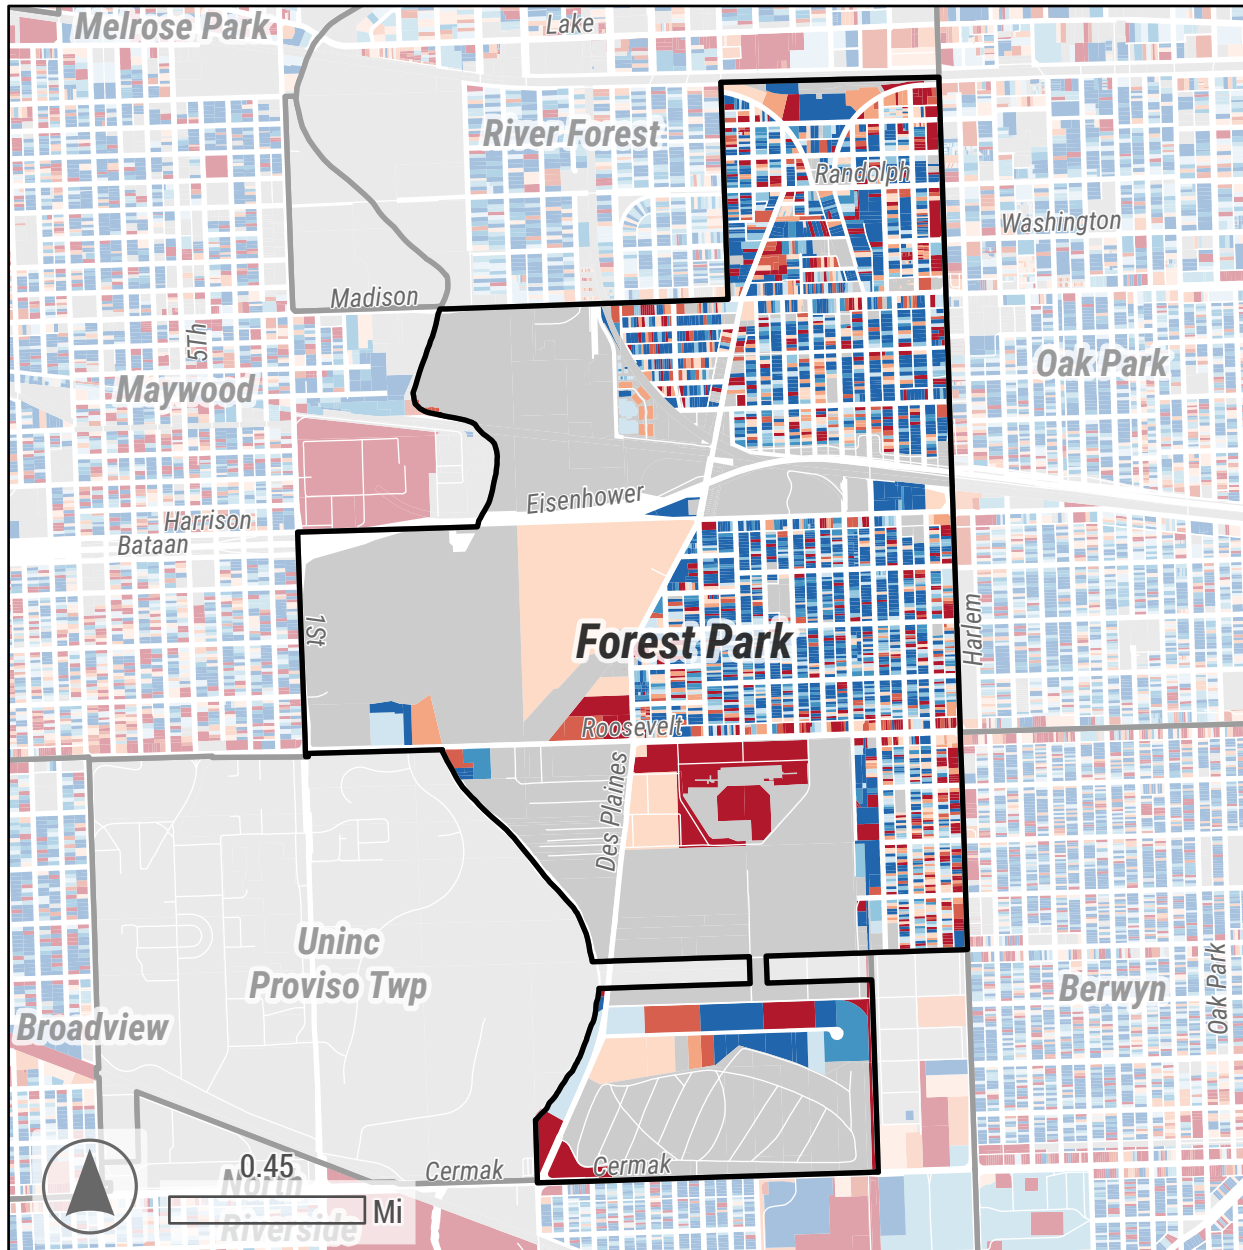 Melrose Park
Lake
River Forest
Randolph
Washington
Madison
5Th
Oak Park
Maywood
Eisenhower
Harrison
Bataan
1St
Forest Park
Harlem
Roosevelt
Des Plaines
Uninc
Proviso Twp
Berwyn
Oak Park
Broadview
Cermak
Cermak
0.45
Mi
North
Riverside